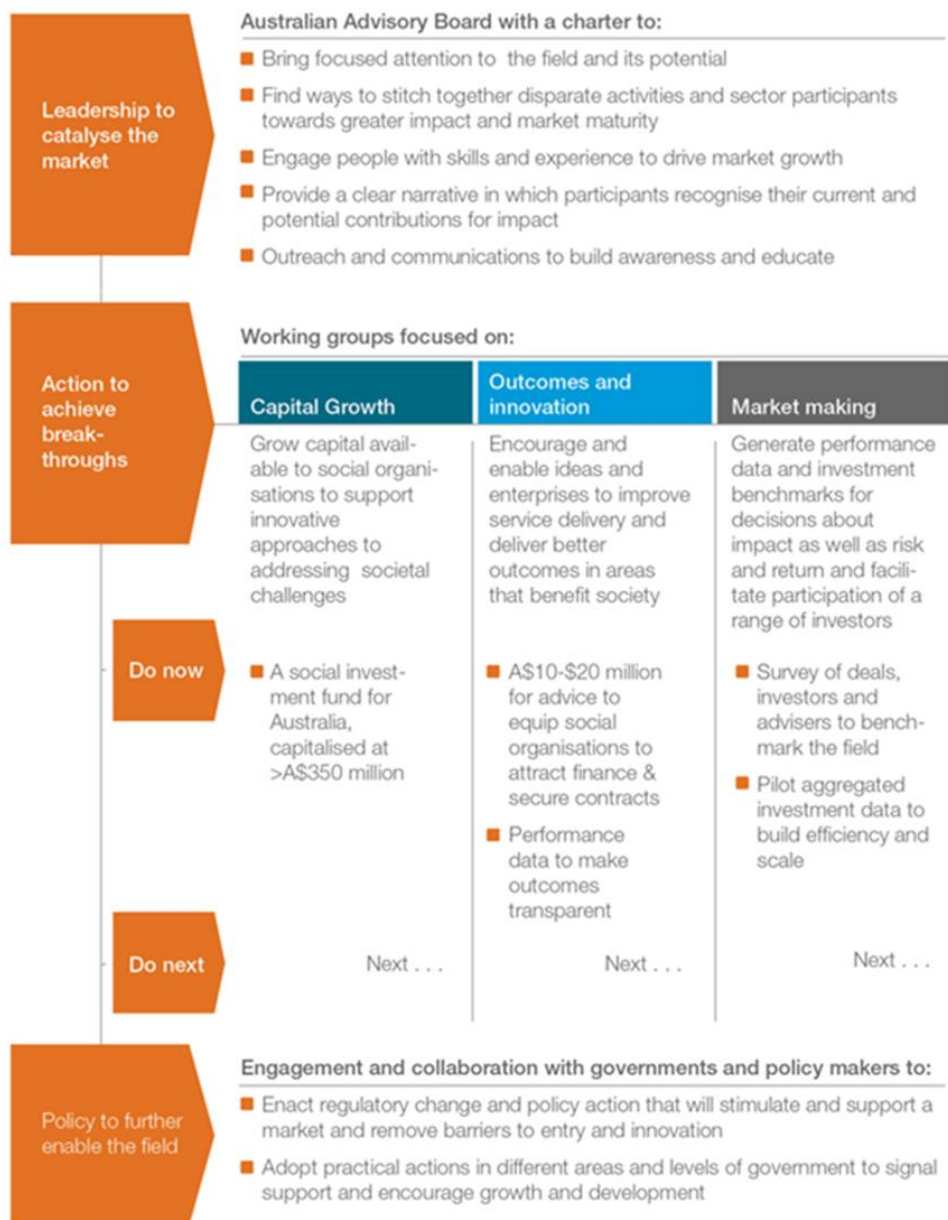 Australian Advisory Board with a charter to:
Leadership to
catalyse the
market
Bring focused attention to the field and its potential
Find ways to stitch together disparate activities and sector participants
towards greater impact and market maturity
Engage people with skills and experience to drive market growth
Provide a clear narrative in which participants recognise their current and
potential contributions for impact
Outreach and communications to build awareness and educate
Action to
achieve
break-
throughs
Working groups focused on:
Capital Growth
Grow capital avail-
able to social organi-
sations to support
innovative
approaches to
addressing societal
challenges
Outcomes and
innovation
Encourage and
enable ideas and
enterprises to improve
service delivery and
deliver better
outcomes in areas
that benefit society
Market making
Generate performance
data and investment
benchmarks for
decisions about
impact as well as risk
and return and facili-
tate participation of a
range of investors
Do now
A social invest-
ment fund for
Australia,
capitalised at
>A$350 million
A$10-$20 million
for advice to
equip social
organisations to
attract finance &
secure contracts
Performance
data to make
outcomes
transparent
Survey of deals,
investors and
advisers to bench-
mark the field
Pilot aggregated
investment data to
build efficiency and
scale
Do next
Next . . .
Next . . .
Next . . .
Policy to further
enable the field
Engagement and collaboration with governments and policy makers to:
Enact regulatory change and policy action that will stimulate and support a
market and remove barriers to entry and innovation
Adopt practical actions in different areas and levels of government to signal
support and encourage growth and development